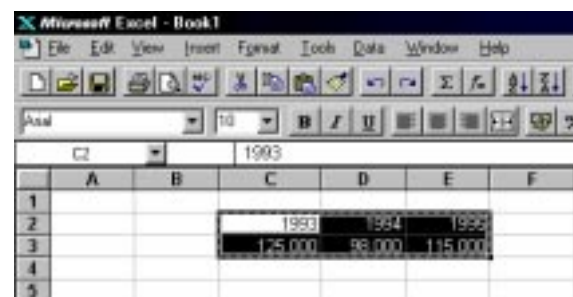 Microsoft Excel - Book1
File Edit View Insert Format Tools Data Window Help
Arial 10 B I U
C2 1993
A B C D E F
1
2 1993 1994 1995
3 125.000 98.000 115.000
4
5